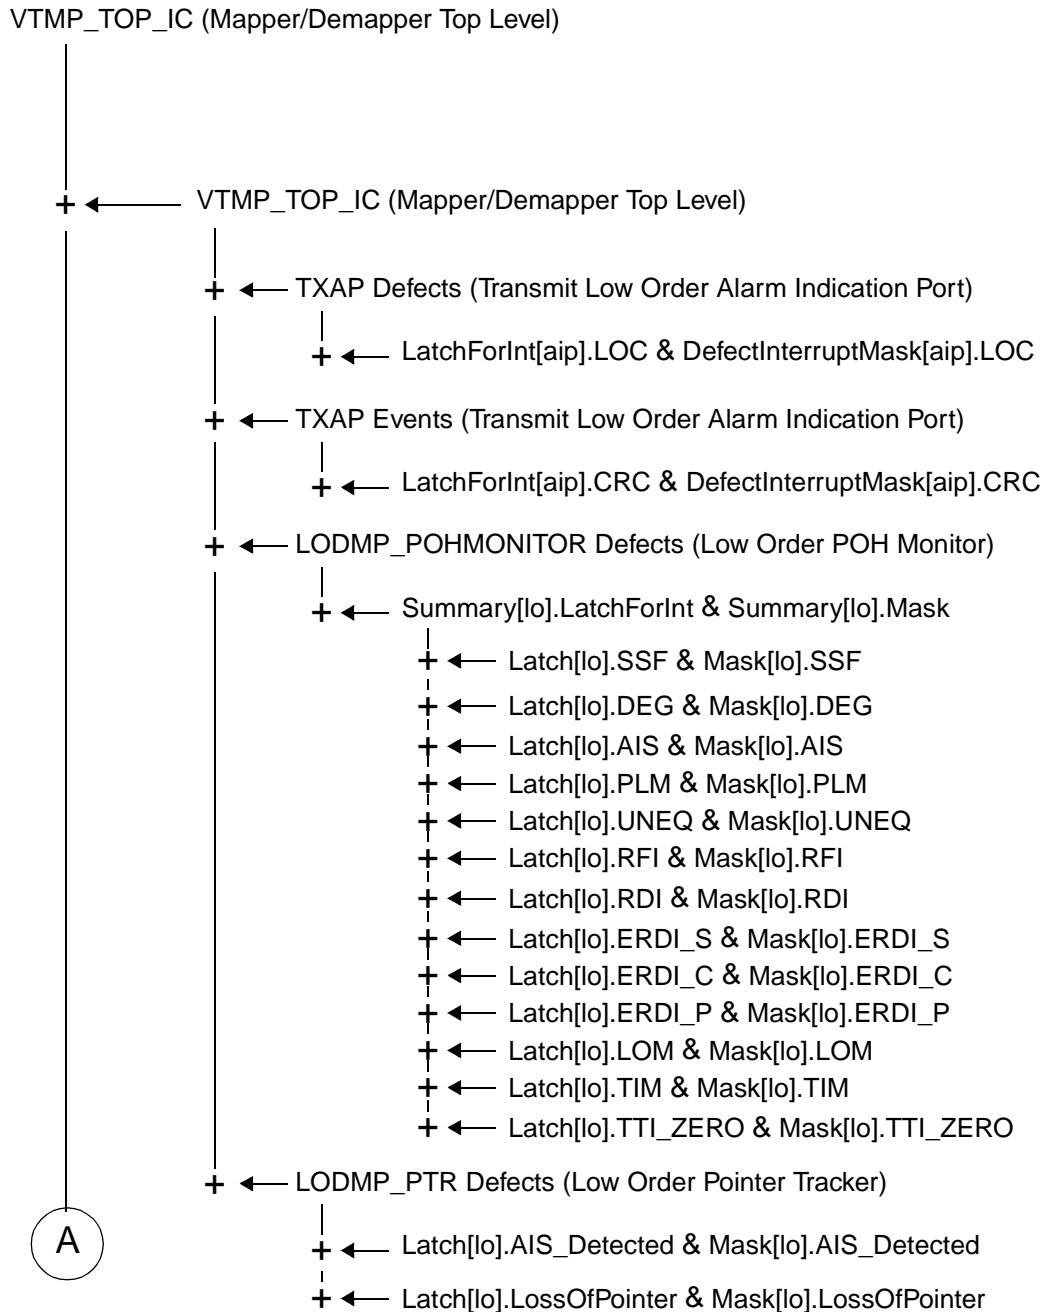 VTMP_TOP_IC (Mapper/Demapper Top Level)
+ VTMP_TOP_IC (Mapper/Demapper Top Level)
+ TXAP Defects (Transmit Low Order Alarm Indication Port)
+ LatchForInt[aip].LOC & DefectInterruptMask[aip].LOC
+ TXAP Events (Transmit Low Order Alarm Indication Port)
+ LatchForInt[aip].CRC & DefectInterruptMask[aip].CRC
+ LODMP_POHMONITOR Defects (Low Order POH Monitor)
+ Summary[lo].LatchForInt & Summary[lo].Mask
+ Latch[lo].SSF & Mask[lo].SSF
+ Latch[lo].DEG & Mask[lo].DEG
+ Latch[lo].AIS & Mask[lo].AIS
+ Latch[lo].PLM & Mask[lo].PLM
+ Latch[lo].UNEQ & Mask[lo].UNEQ
+ Latch[lo].RFI & Mask[lo].RFI
+ Latch[lo].RDI & Mask[lo].RDI
+ Latch[lo].ERDI_S & Mask[lo].ERDI_S
+ Latch[lo].ERDI_C & Mask[lo].ERDI_C
+ Latch[lo].ERDI_P & Mask[lo].ERDI_P
+ Latch[lo].LOM & Mask[lo].LOM
+ Latch[lo].TIM & Mask[lo].TIM
+ Latch[lo].TTI_ZERO & Mask[lo].TTI_ZERO
+ LODMP_PTR Defects (Low Order Pointer Tracker)
A
+ Latch[lo].AIS_Detected & Mask[lo].AIS_Detected
+ Latch[lo].LossOfPointer & Mask[lo].LossOfPointer